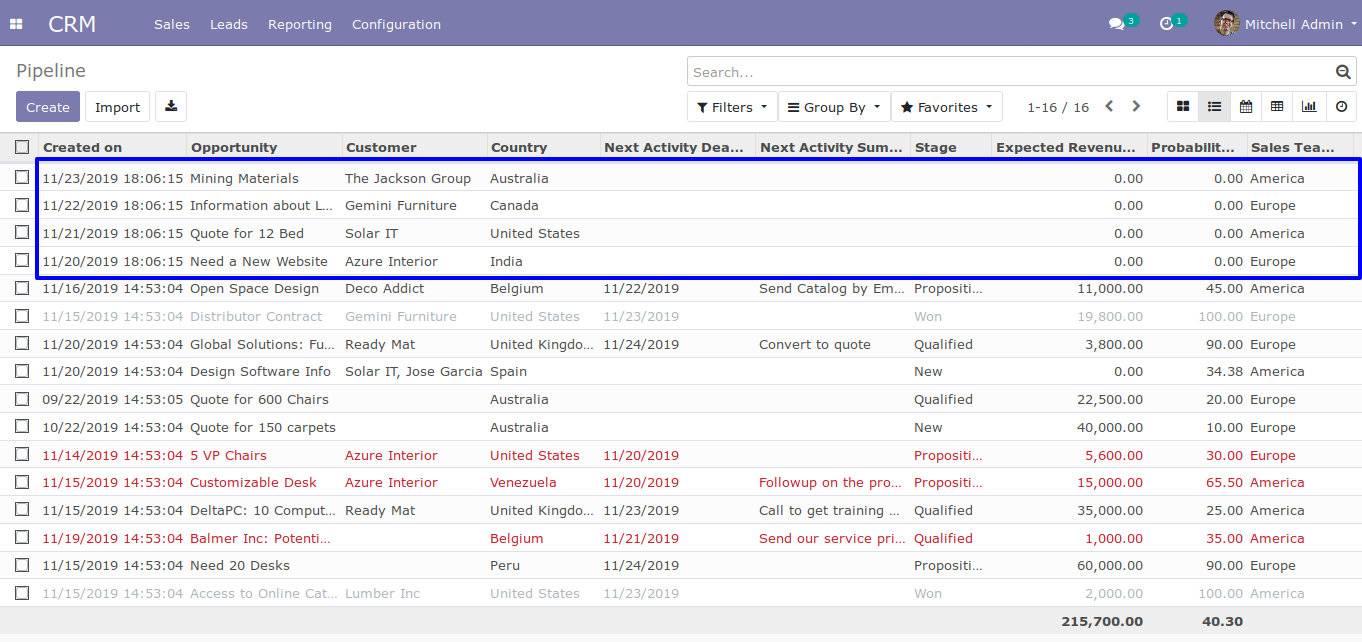 CRM Sales Leads Reporting Configuration 3 1 Mitchell Admin
Pipeline Search...
Create Import Filters Group By Favorites 1-16 / 16
Created on Opportunity Customer Country Next Activity Dea... Next Activity Sum... Stage Expected Revenu... Probabilit... Sales Tea...
11/23/2019 18:06:15 Mining Materials The Jackson Group Australia 0.00 0.00 America
11/22/2019 18:06:15 Information about L... Gemini Furniture Canada 0.00 0.00 Europe
11/21/2019 18:06:15 Quote for 12 Bed Solar IT United States 0.00 0.00 America
11/20/2019 18:06:15 Need a New Website Azure Interior India 0.00 0.00 Europe
11/16/2019 14:53:04 Open Space Design Deco Addict Belgium 11/22/2019 Send Catalog by Em... Propositi... 11,000.00 45.00 America
11/15/2019 14:53:04 Distributor Contract Gemini Furniture United States 11/23/2019 Won 19,800.00 100.00 Europe
11/20/2019 14:53:04 Global Solutions: Fu... Ready Mat United Kingdo... 11/24/2019 Convert to quote Qualified 3,800.00 90.00 Europe
11/20/2019 14:53:04 Design Software Info Solar IT, Jose Garcia Spain New 0.00 34.38 America
09/22/2019 14:53:05 Quote for 600 Chairs Australia Qualified 22,500.00 20.00 Europe
10/22/2019 14:53:04 Quote for 150 carpets Australia New 40,000.00 10.00 Europe
11/14/2019 14:53:04 5 VP Chairs Azure Interior United States 11/20/2019 Propositi... 5,600.00 30.00 Europe
11/15/2019 14:53:04 Customizable Desk Azure Interior Venezuela 11/20/2019 Followup on the pro... Propositi... 15,000.00 65.50 America
11/15/2019 14:53:04 DeltaPC: 10 Comput... Ready Mat United Kingdo... 11/23/2019 Call to get training ... Qualified 35,000.00 25.00 America
11/19/2019 14:53:04 Balmer Inc: Potenti... Belgium 11/21/2019 Send our service pri... Qualified 1,000.00 35.00 America
11/15/2019 14:53:04 Need 20 Desks Peru 11/24/2019 Propositi... 60,000.00 90.00 Europe
11/15/2019 14:53:04 Access to Online Cat... Lumber Inc United States 11/23/2019 Won 2,000.00 100.00 America
215,700.00 40.30